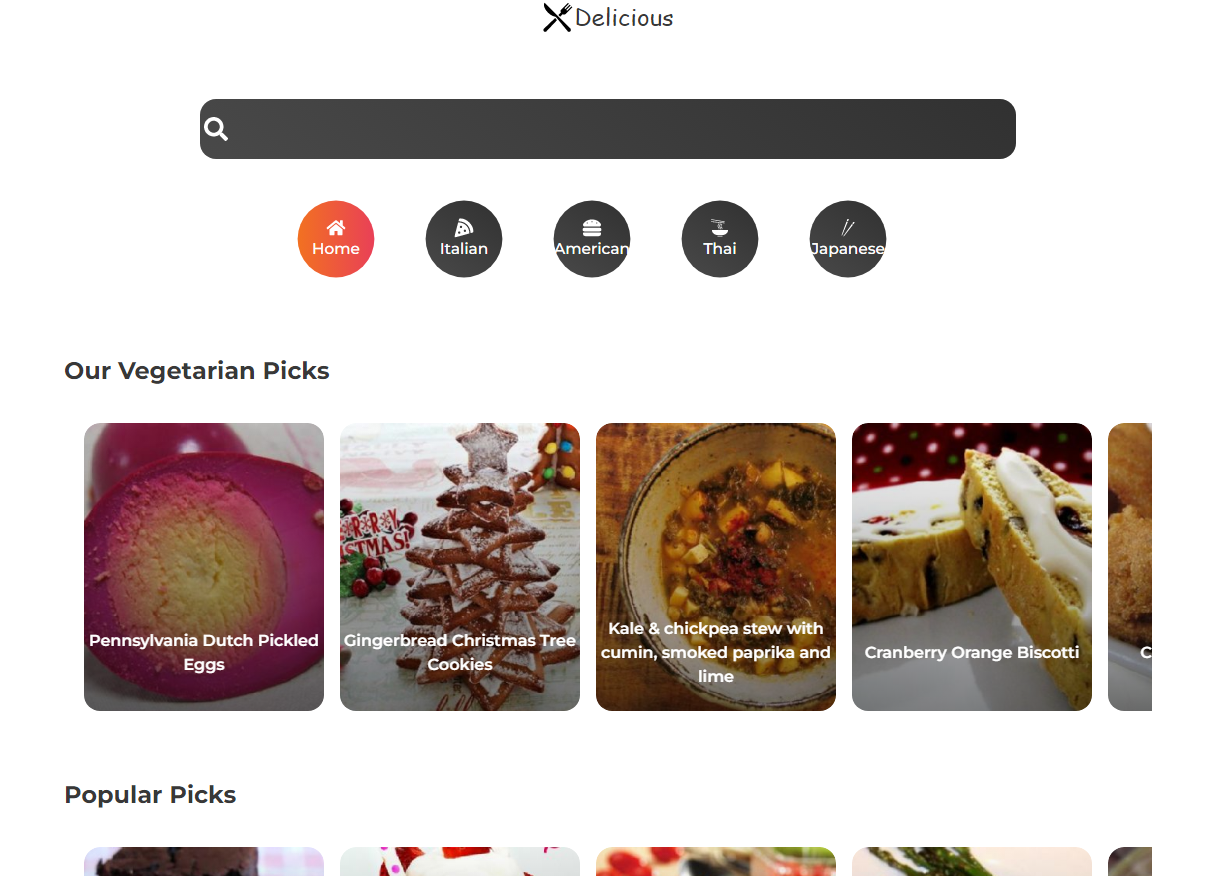 Delicious
Home
Italian
American
Thai
Japanese
Our Vegetarian Picks
Pennsylvania Dutch Pickled
Eggs
Gingerbread Christmas Tree
Cookies
Kale & chickpea stew with
cumin, smoked paprika and
lime
Cranberry Orange Biscotti
C
Popular Picks